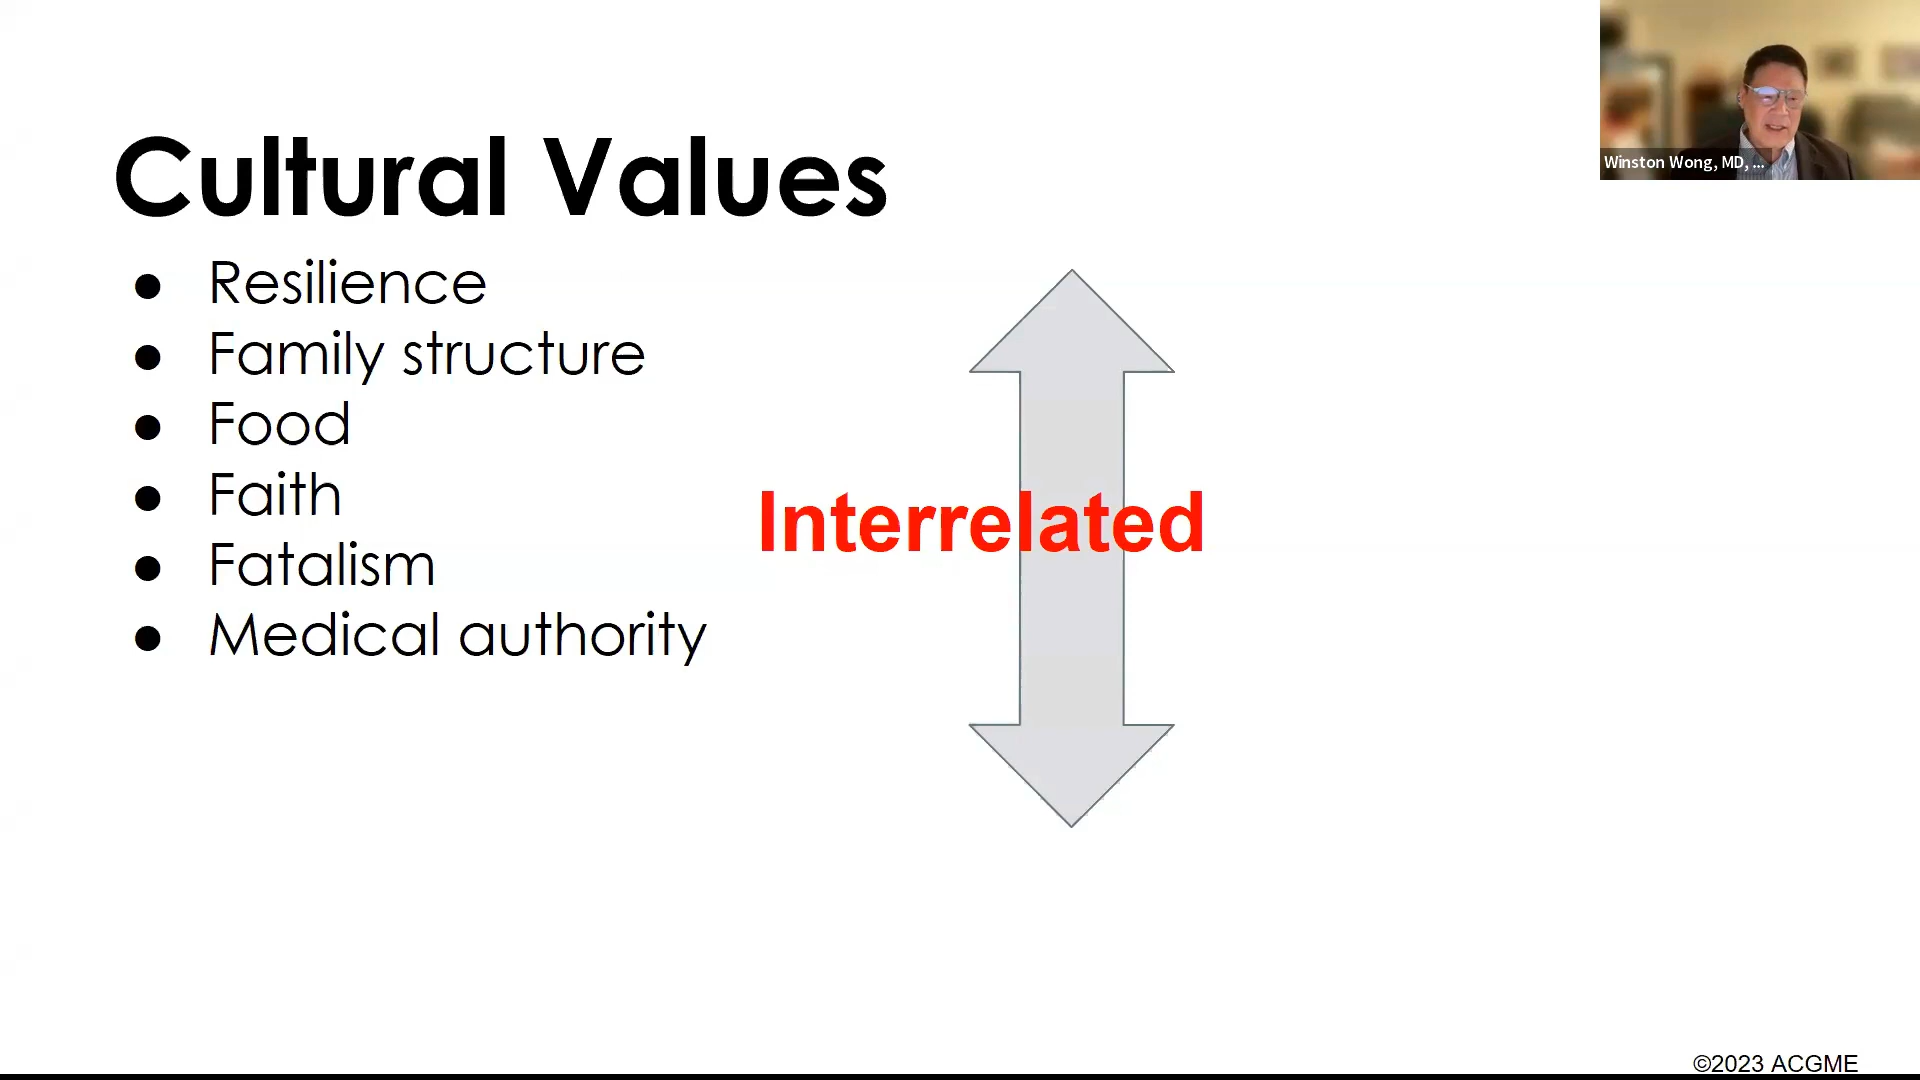 Winston Wong, MD, ...
Cultural Values
● Resilience
● Family structure
● Food
● Faith
● Fatalism
● Medical authority
Interrelated
©2023 ACGME